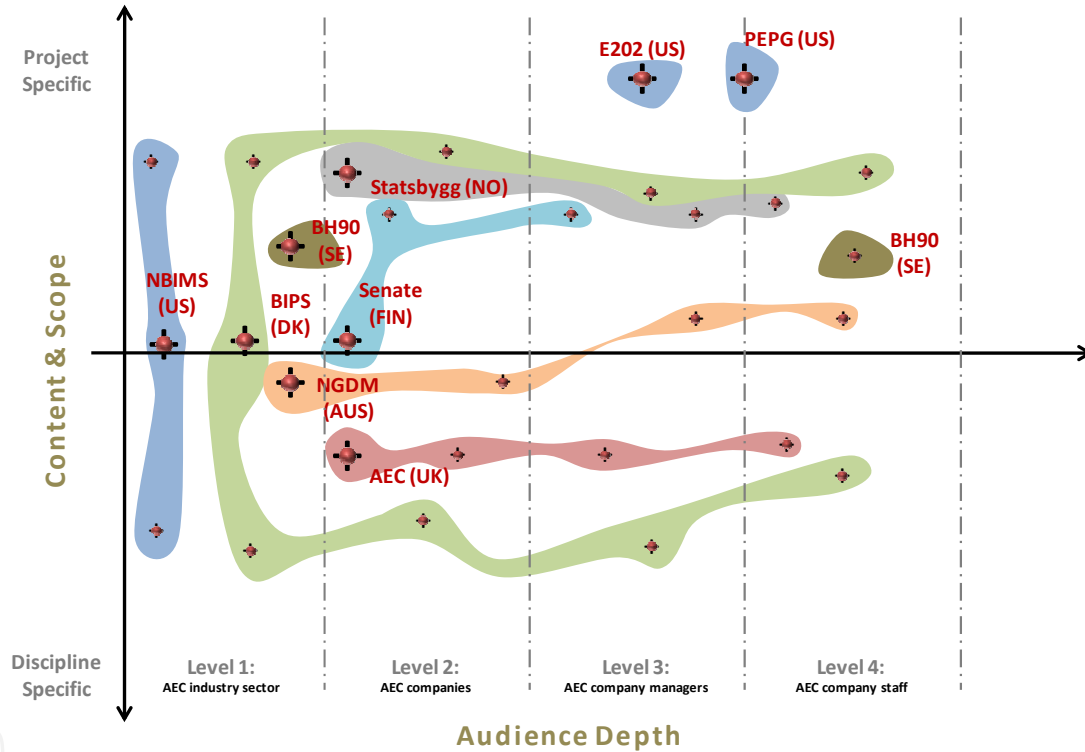 Project
Specific
E202 (US)
PEPG (US)
Statsbygg (NO)
BH90
(SE)
BH90
(SE)
NBIMS
(US)
BIPS
(DK)
Senate
(FIN)
Content & Scope
NGDM
(AUS)
AEC (UK)
Discipline
Specific
Level 1:
AEC industry sector
Level 2:
AEC companies
Level 3:
AEC company managers
Level 4:
AEC company staff
Audience Depth